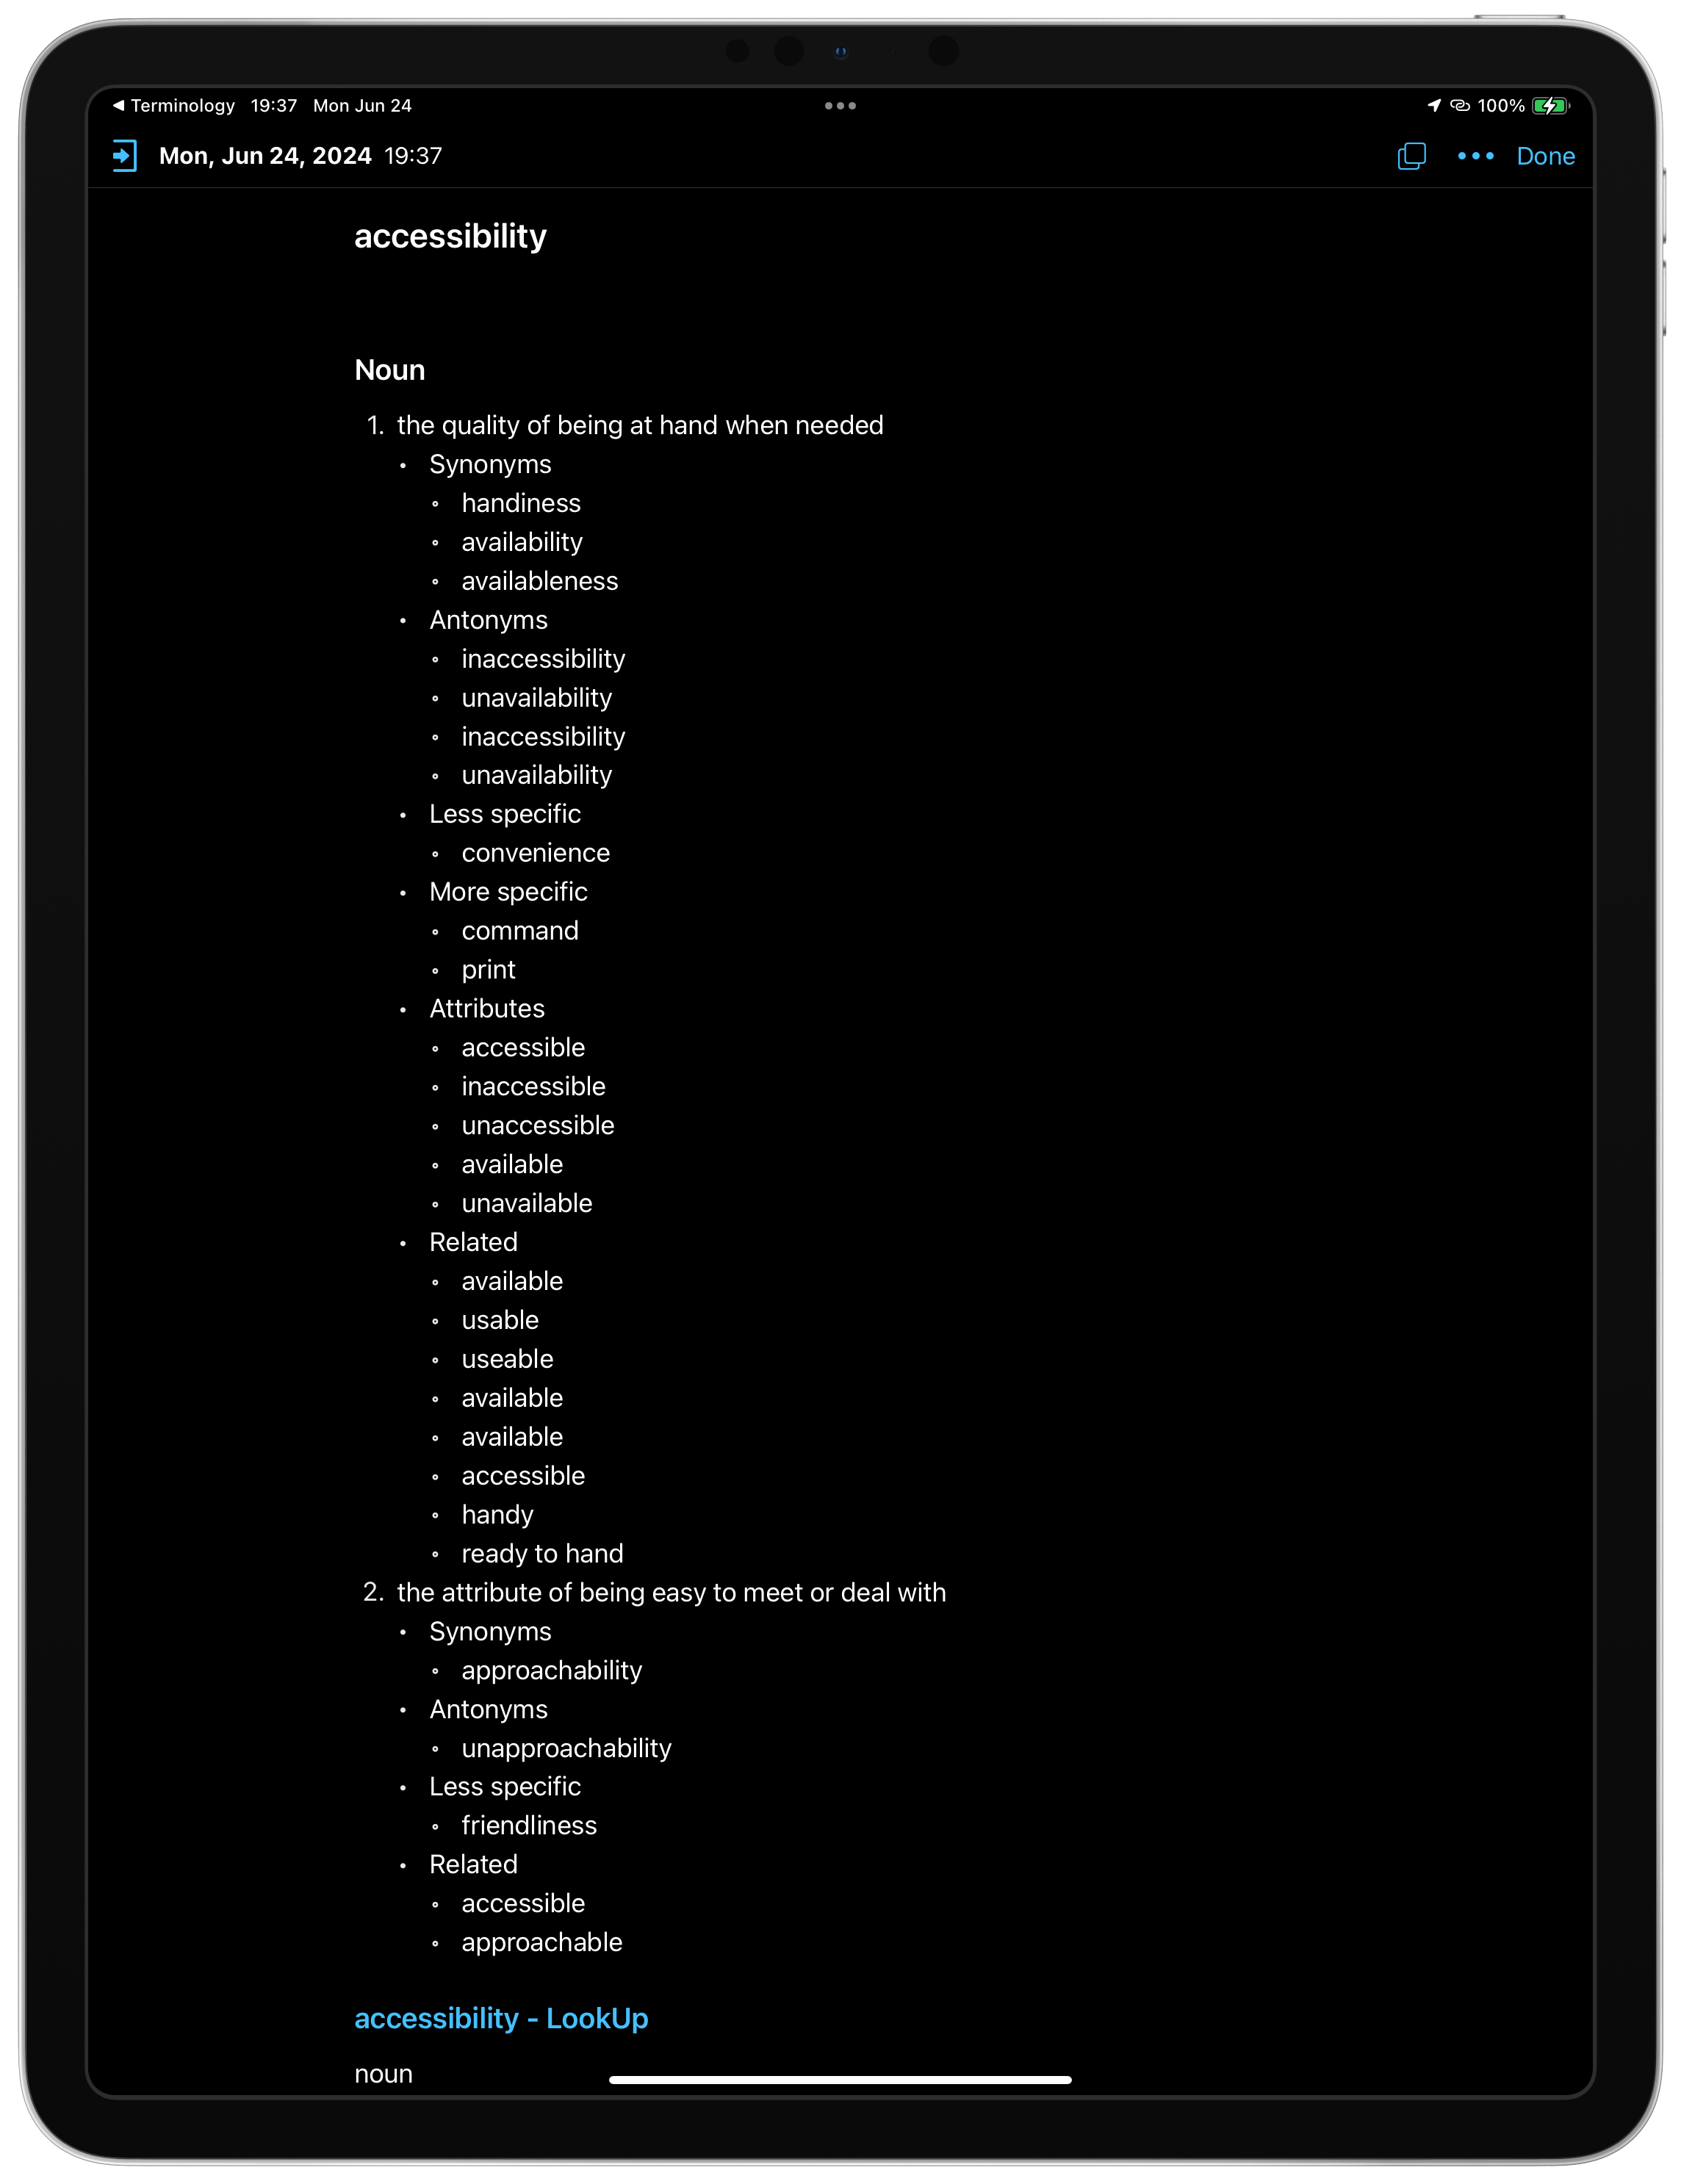 ◀ Terminology 19:37 Mon Jun 24 100%
Mon, Jun 24, 2024 19:37 Done
accessibility
Noun
1. the quality of being at hand when needed
• Synonyms
◦ handiness
◦ availability
◦ availableness
• Antonyms
◦ inaccessibility
◦ unavailability
◦ inaccessibility
◦ unavailability
• Less specific
◦ convenience
• More specific
◦ command
◦ print
• Attributes
◦ accessible
◦ inaccessible
◦ unaccessible
◦ available
◦ unavailable
• Related
◦ available
◦ usable
◦ useable
◦ available
◦ available
◦ accessible
◦ handy
◦ ready to hand
2. the attribute of being easy to meet or deal with
• Synonyms
◦ approachability
• Antonyms
◦ unapproachability
• Less specific
◦ friendliness
• Related
◦ accessible
◦ approachable
accessibility - LookUp
noun